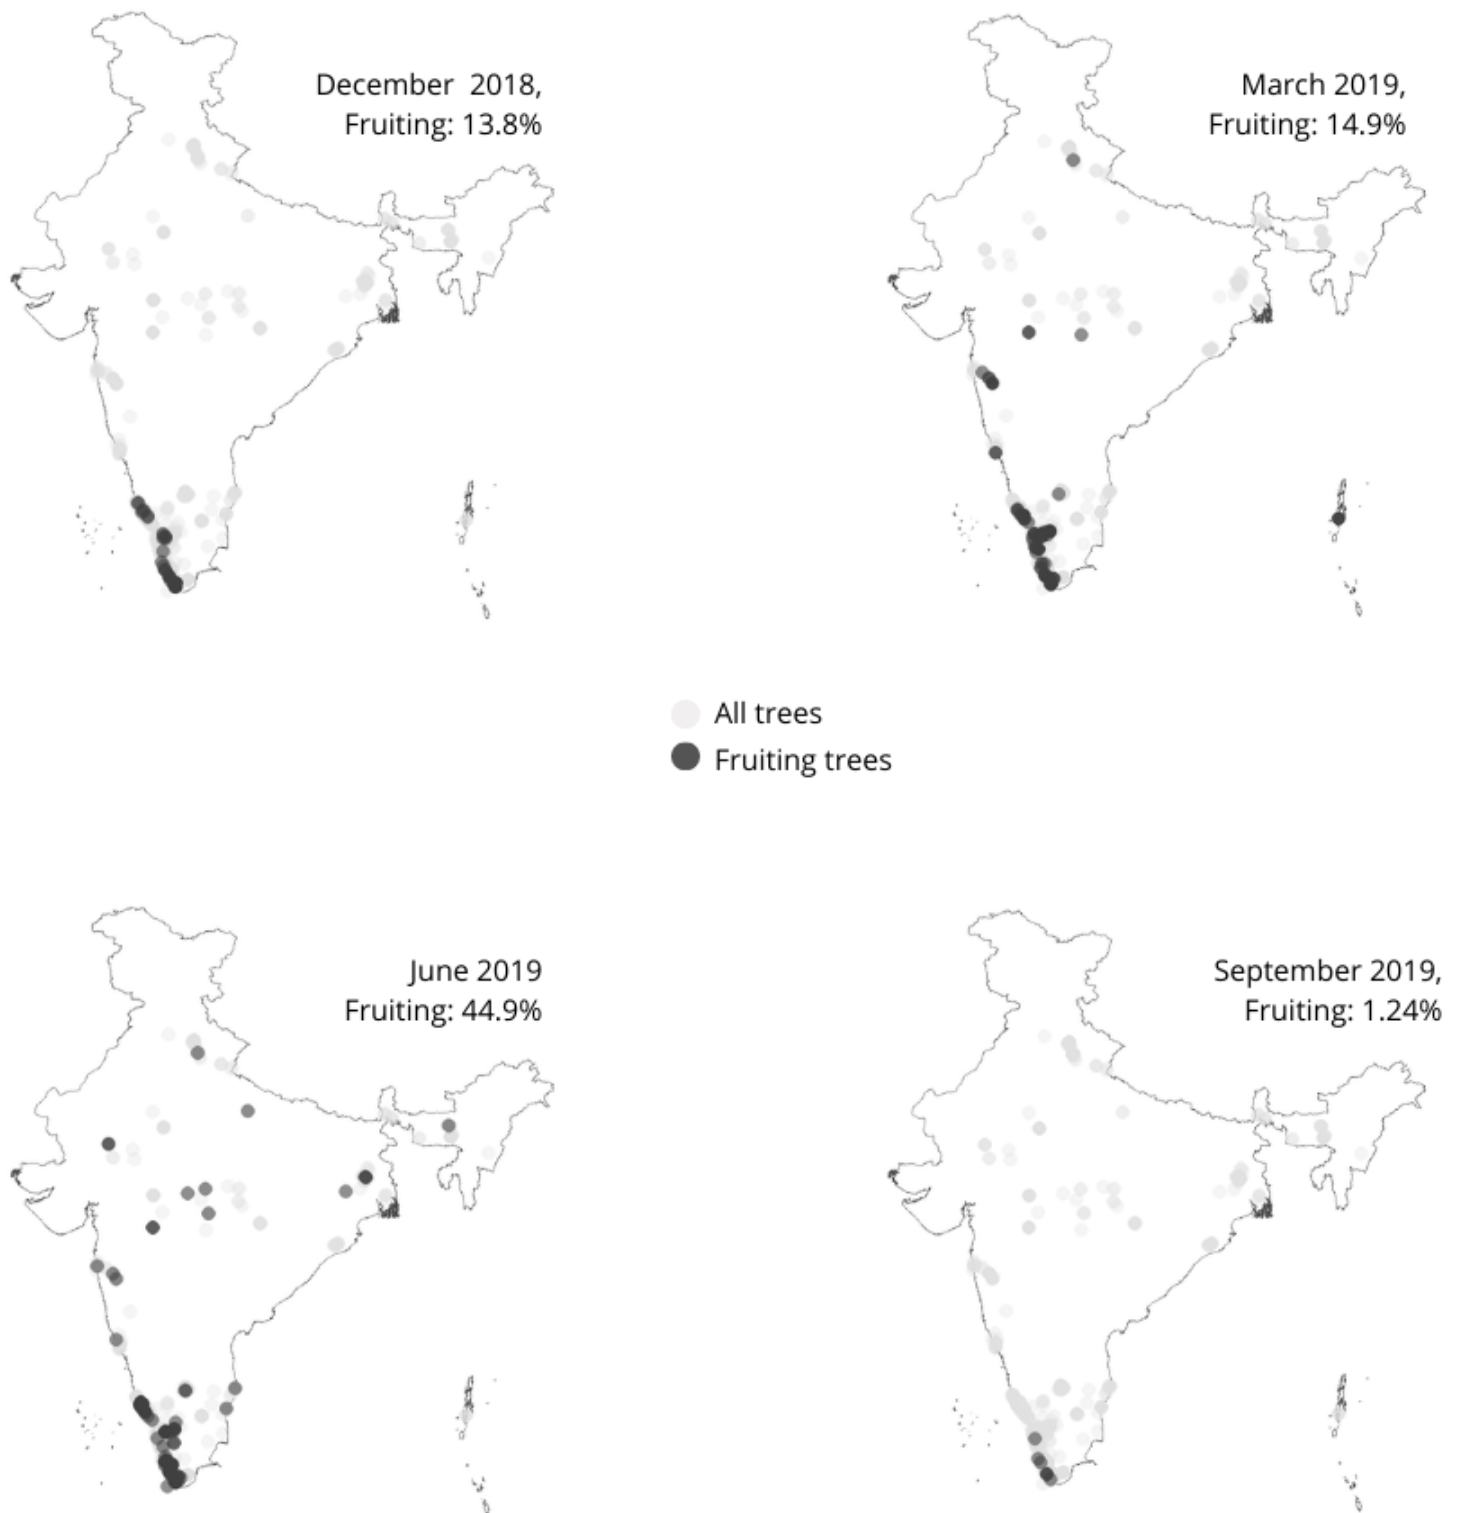 December 2018,
Fruiting: 13.8%
March 2019,
Fruiting: 14.9%
All trees
Fruiting trees
June 2019
Fruiting: 44.9%
September 2019,
Fruiting: 1.24%